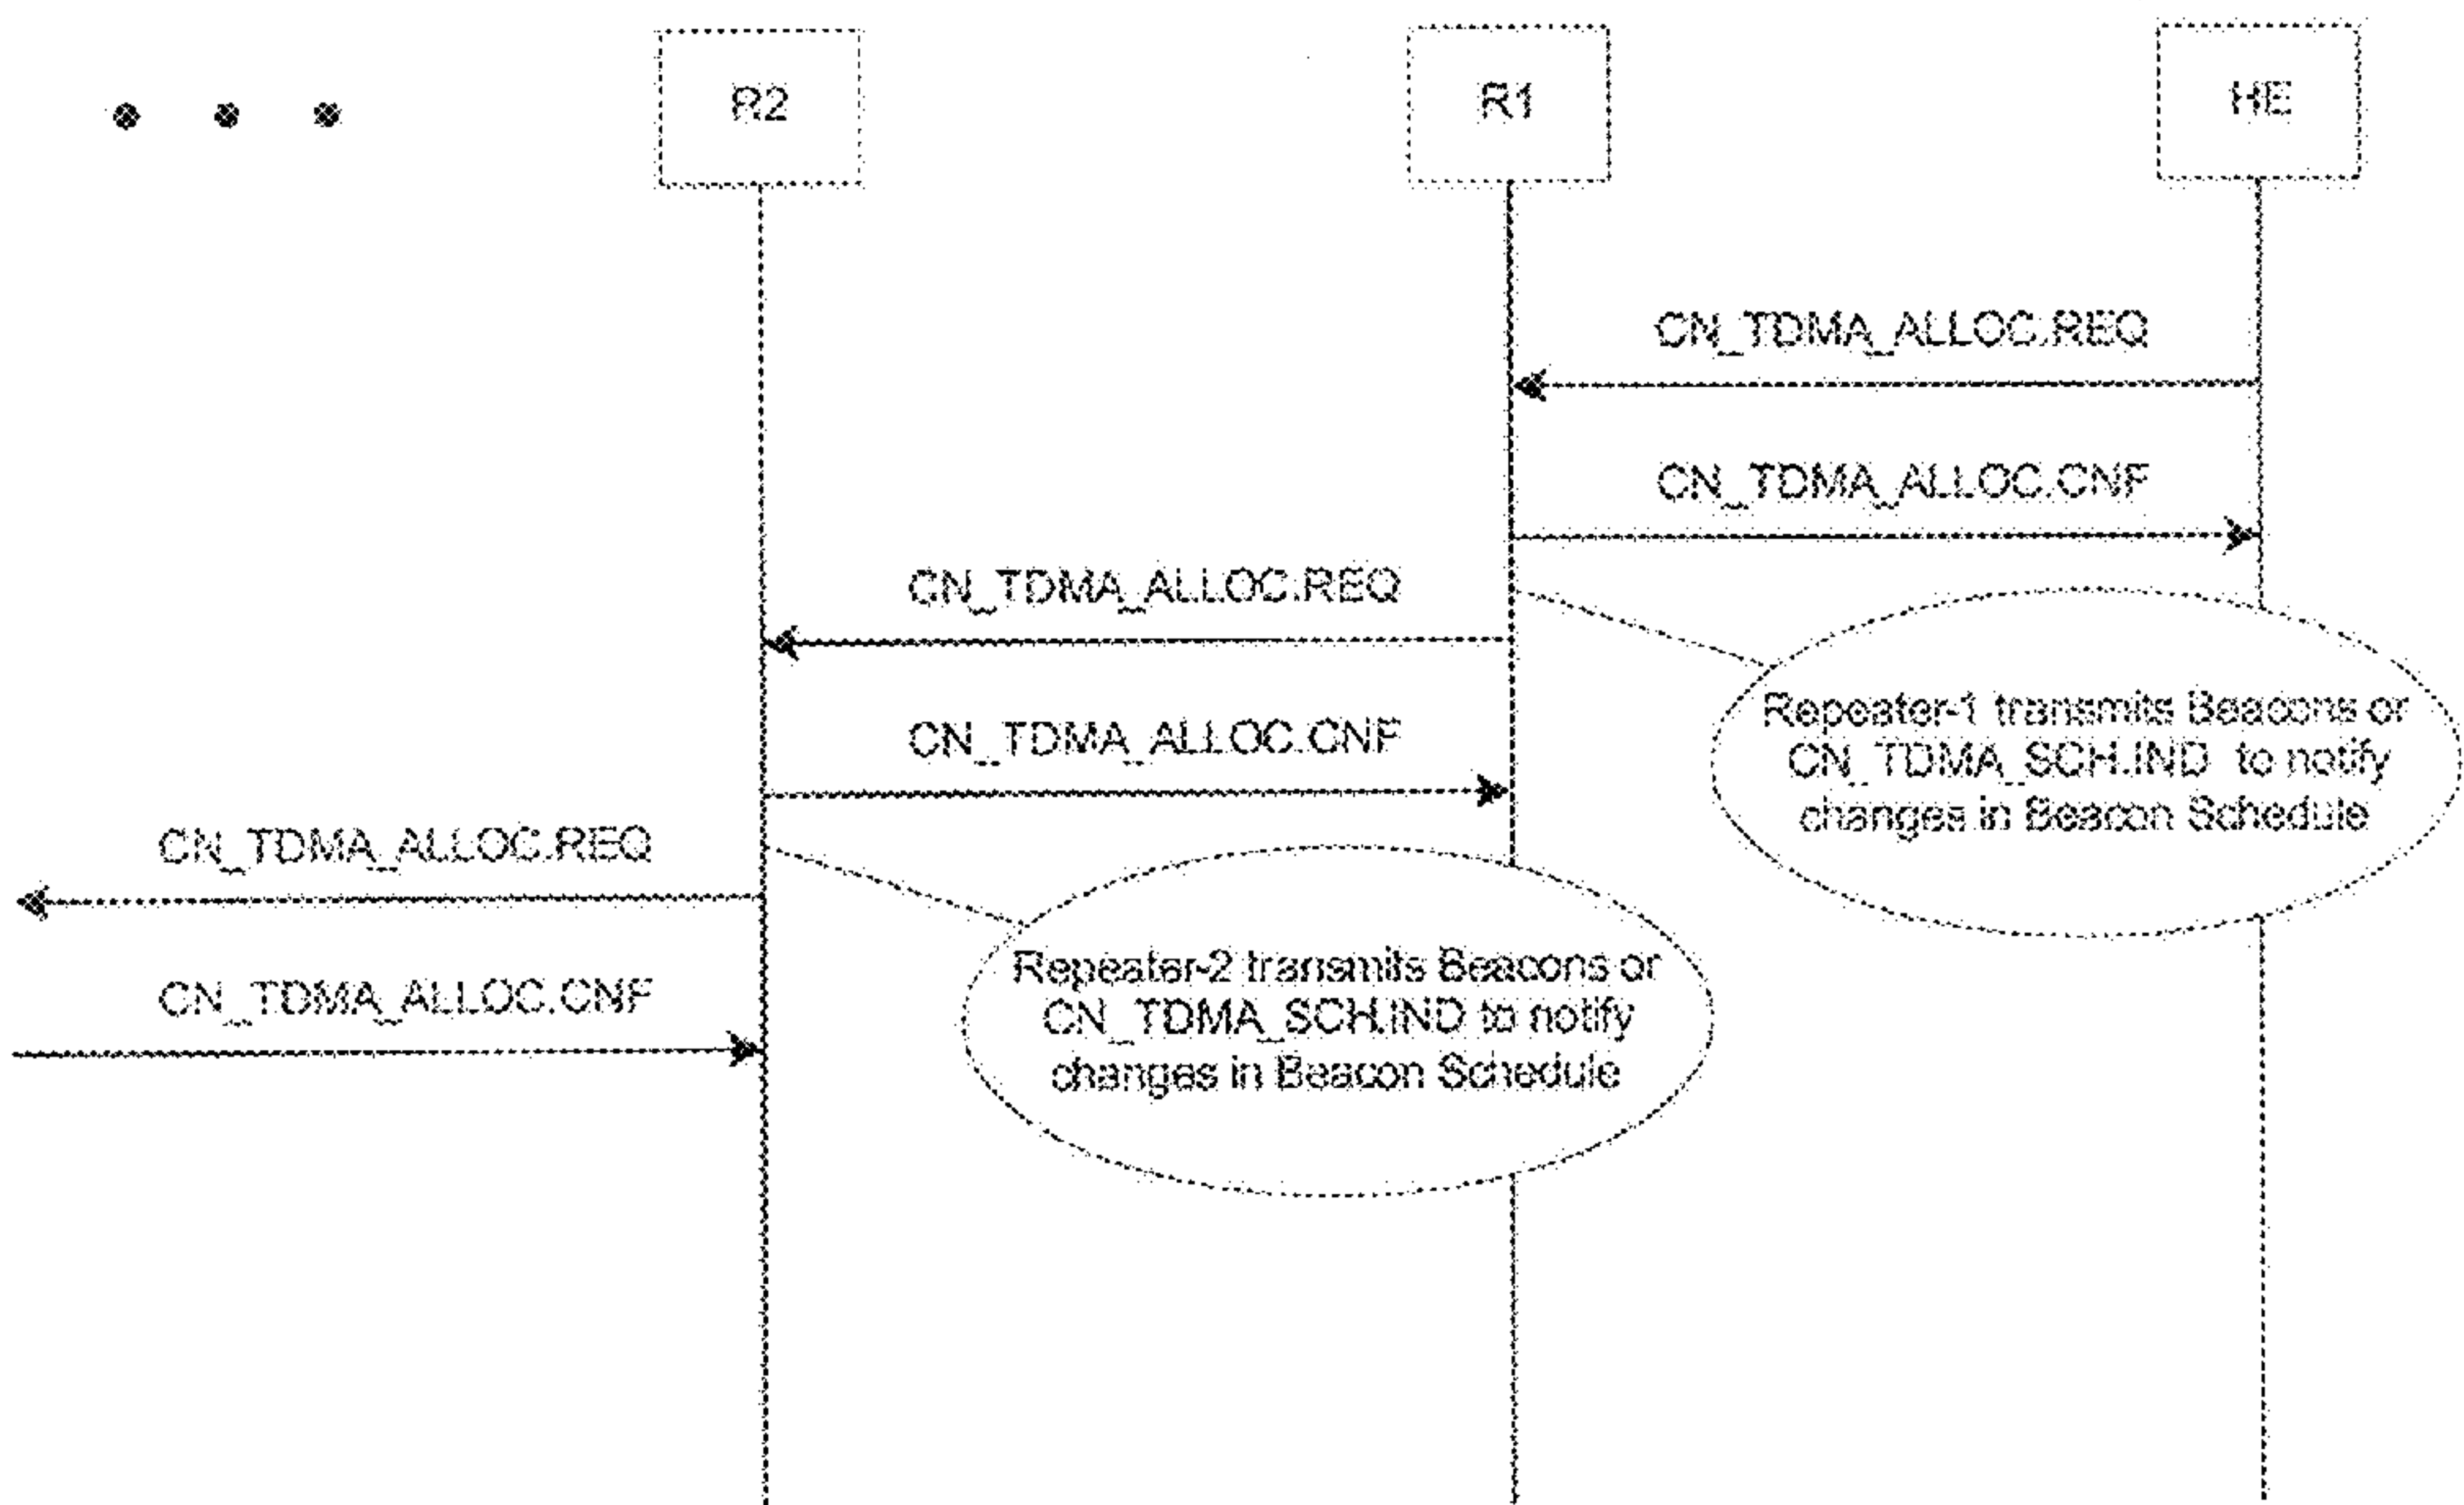 R2
R1
HE
CN_TDMA_ALLOC.REQ
CN_TDMA_ALLOC.CNF
CN_TDMA_ALLOC.REQ
CN_TDMA_ALLOC.CNF
Repeater-1 transmits Beacons or
CN_TDMA_SCH.IND to notify
changes in Beacon Schedule
CN_TDMA_ALLOC.REQ
CN_TDMA_ALLOC.CNF
Repeater-2 transmits Beacons or
CN_TDMA_SCH.IND to notify
changes in Beacon Schedule